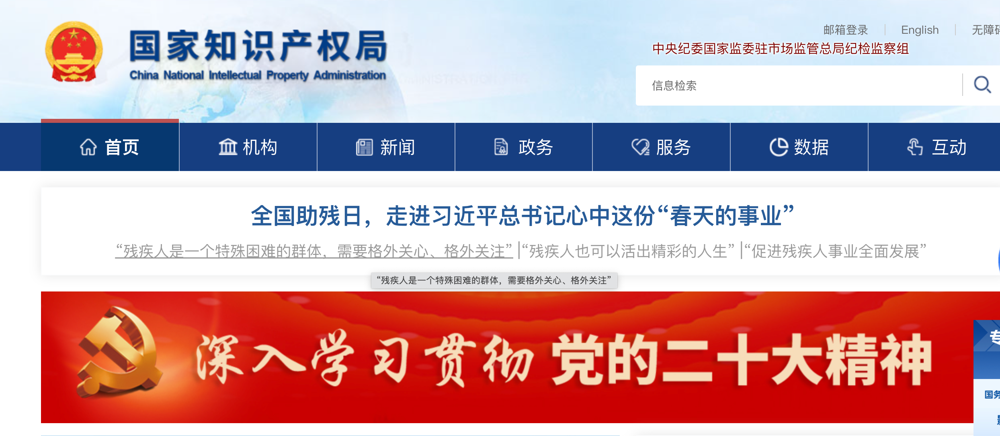 国家知识产权局
China National Intellectual Property Administration
邮箱登录 English 无障
中央纪委国家监委驻市场监管总局纪检监察组
信息检索
首页 机构 新闻 政务 服务 数据 互动
全国助残日，走进习近平总书记心中这份“春天的事业”
“残疾人是一个特殊困难的群体，需要格外关心、格外关注” |“残疾人也可以活出精彩的人生” |“促进残疾人事业全面发展”
“残疾人是一个特殊困难的群体，需要格外关心、格外关注”
深入学习贯彻 党的二十大精神
国务